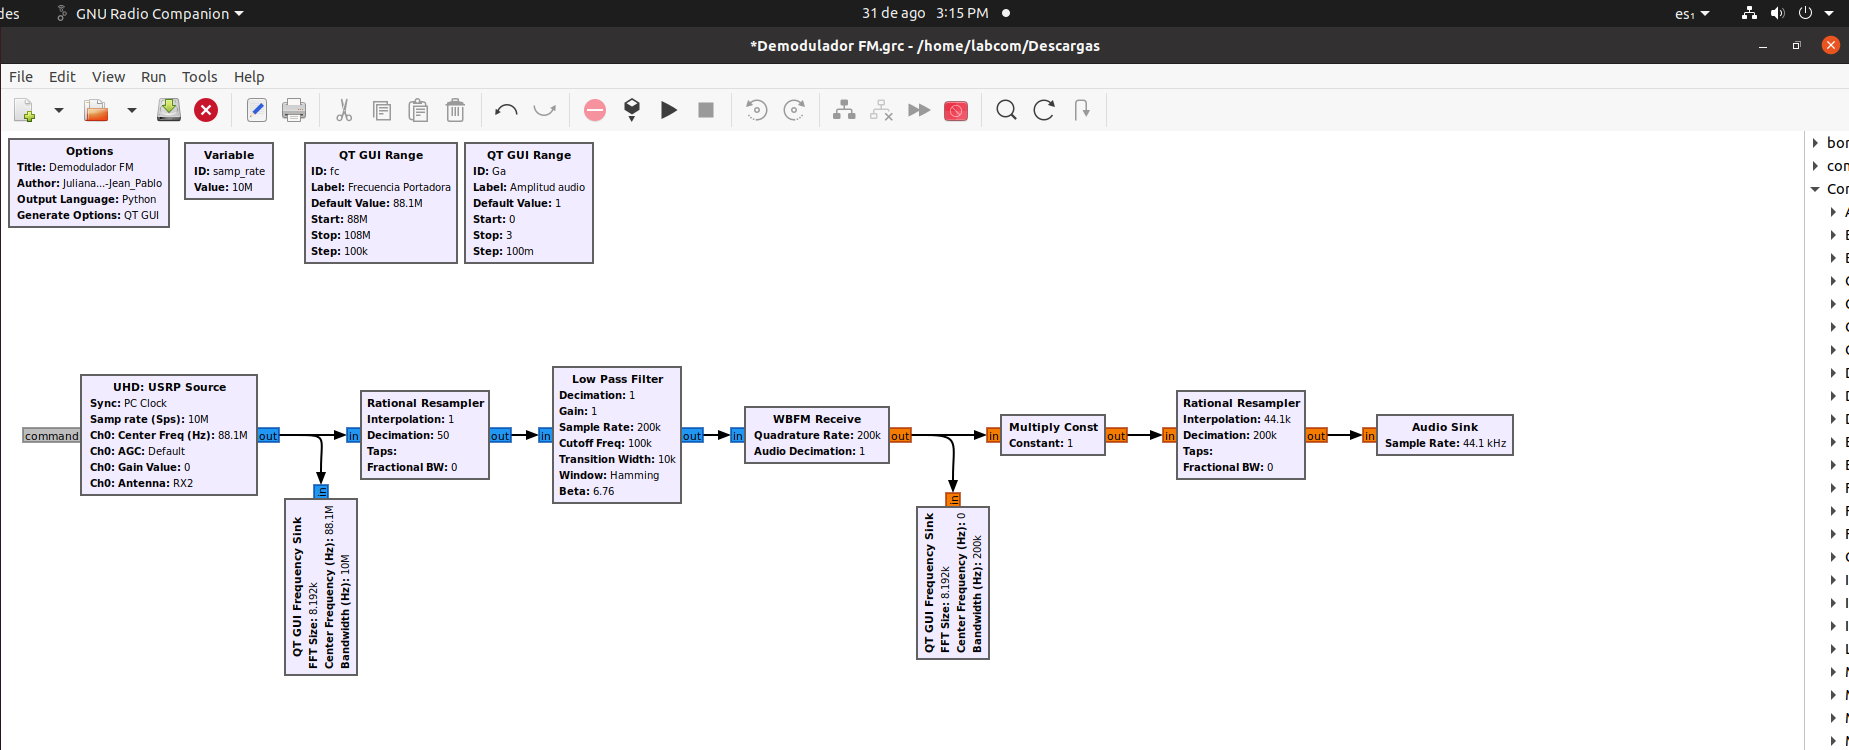 des
GNU Radio Companion
31 de ago 3:15 PM
es₁
*Demodulador FM.grc - /home/labcom/Descargas
File Edit View Run Tools Help
Options
Title: Demodulador FM
Author: Juliana...-Jean_Pablo
Output Language: Python
Generate Options: QT GUI
Variable
ID: samp_rate
Value: 10M
QT GUI Range
ID: fc
Label: Frecuencia Portadora
Default Value: 88.1M
Start: 88M
Stop: 108M
Step: 100k
QT GUI Range
ID: Ga
Label: Amplitud audio
Default Value: 1
Start: 0
Stop: 3
Step: 100m
command
UHD: USRP Source
Sync: PC Clock
Samp rate (Sps): 10M
Ch0: Center Freq (Hz): 88.1M
Ch0: AGC: Default
Ch0: Gain Value: 0
Ch0: Antenna: RX2
out
in
QT GUI Frequency Sink
FFT Size: 8.192k
Center Frequency (Hz): 88.1M
Bandwidth (Hz): 10M
in
Rational Resampler
Interpolation: 1
Decimation: 50
Taps:
Fractional BW: 0
out
in
Low Pass Filter
Decimation: 1
Gain: 1
Sample Rate: 200k
Cutoff Freq: 100k
Transition Width: 10k
Window: Hamming
Beta: 6.76
out
in
WBFM Receive
Quadrature Rate: 200k
Audio Decimation: 1
out
in
QT GUI Frequency Sink
FFT Size: 8.192k
Center Frequency (Hz): 0
Bandwidth (Hz): 200k
in
Multiply Const
Constant: 1
out
in
Rational Resampler
Interpolation: 44.1k
Decimation: 200k
Taps:
Fractional BW: 0
out
in
Audio Sink
Sample Rate: 44.1 kHz